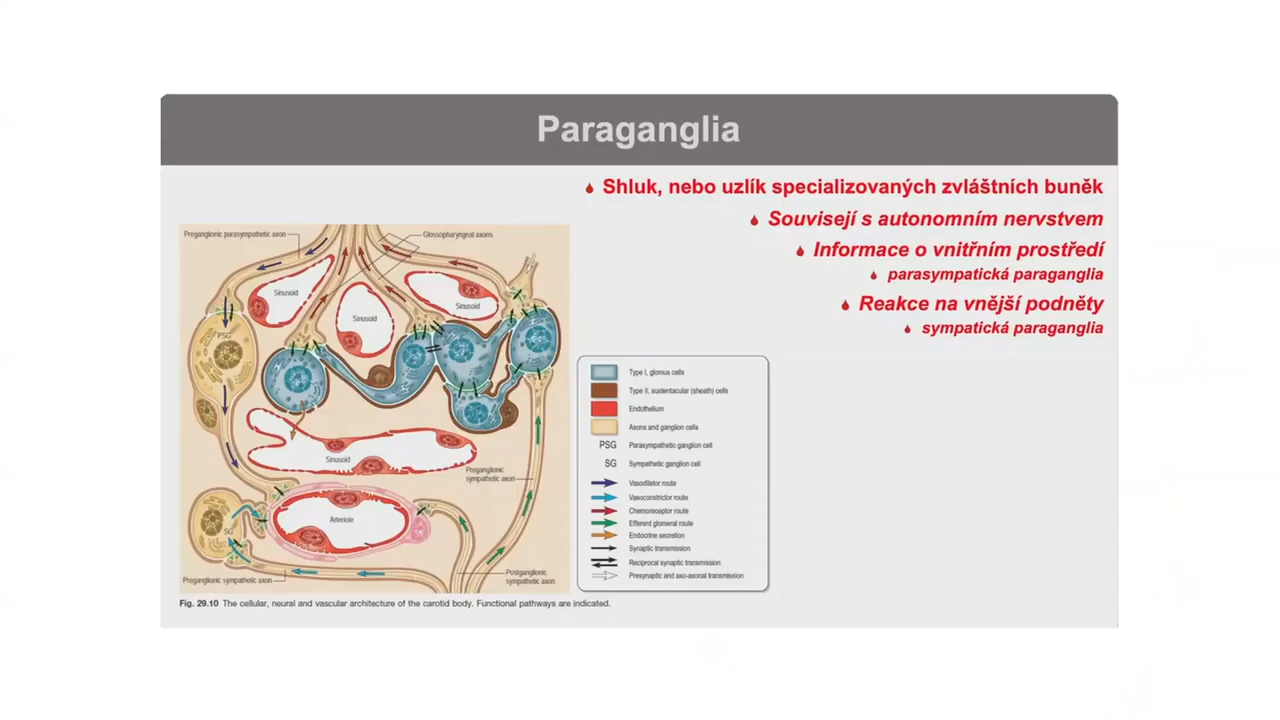 Paraganglia
Shluk, nebo uzlík specializovaných zvláštních buněk
Souvisejí s autonomním nervstvem
Informace o vnitřním prostředí
parasympatická paraganglia
Reakce na vnější podněty
sympatická paraganglia
Preganglionic parasympathetic axon
Glossopharyngeal axons
Sinusoid
Sinusoid
Sinusoid
PSG
Sinusoid
Preganglionic
sympathetic axon
Arteriole
SG
Preganglionic sympathetic axon
Postganglionic
sympathetic axon
Type I, glomus cells
Type II, sustentacular (sheath) cells
Endothelium
Axons and ganglion cells
PSG Parasympathetic ganglion cell
SG Sympathetic ganglion cell
Vasodilator route
Vasoconstrictor route
Chemoreceptor route
Efferent glomeral route
Endocrine secretion
Synaptic transmission
Reciprocal synaptic transmission
Presynaptic and axo-axonal transmission
Fig. 29.10 The cellular, neural and vascular architecture of the carotid body. Functional pathways are indicated.